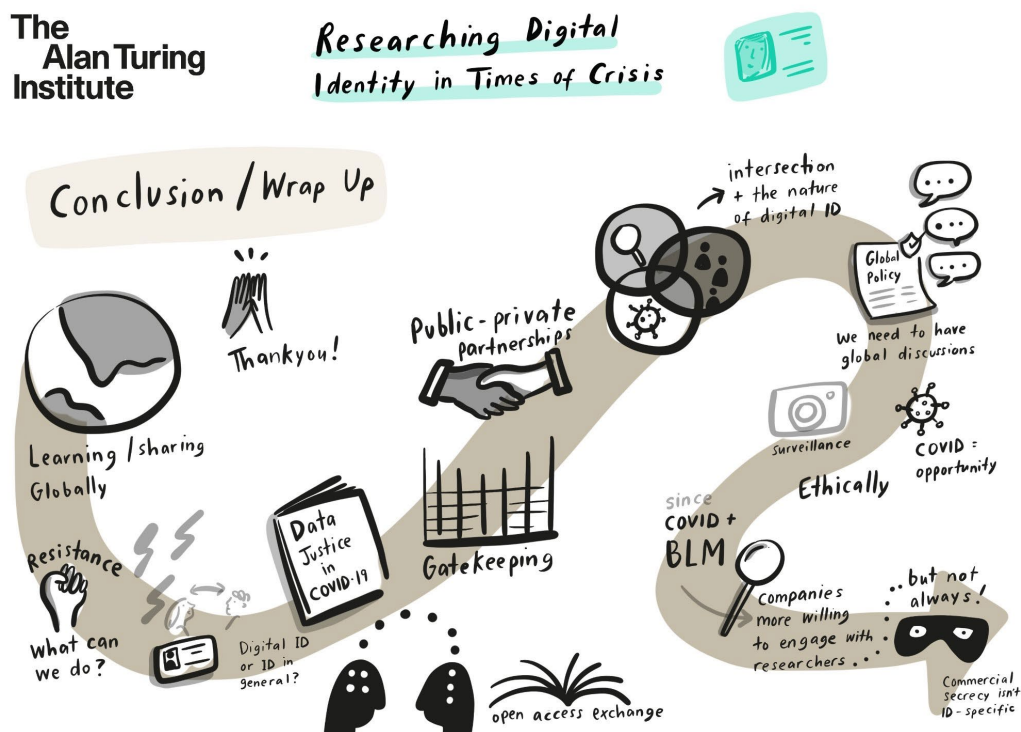 The
Alan Turing
Institute
Researching Digital
Identity in Times of Crisis
Conclusion / Wrap Up
Thankyou!
Learning / sharing
Globally
Resistance
What can
we do?
Digital ID
or ID in
general?
Data
Justice
in
COVID-19
Public-private
partnerships
Gatekeeping
open access exchange
intersection
+ the nature
of digital ID
Global
Policy
We need to have
global discussions
surveillance
COVID =
opportunity
Ethically
since
COVID +
BLM
Companies
more willing
to engage with
researchers
but not
always!
Commercial
secrecy isn't
ID-specific